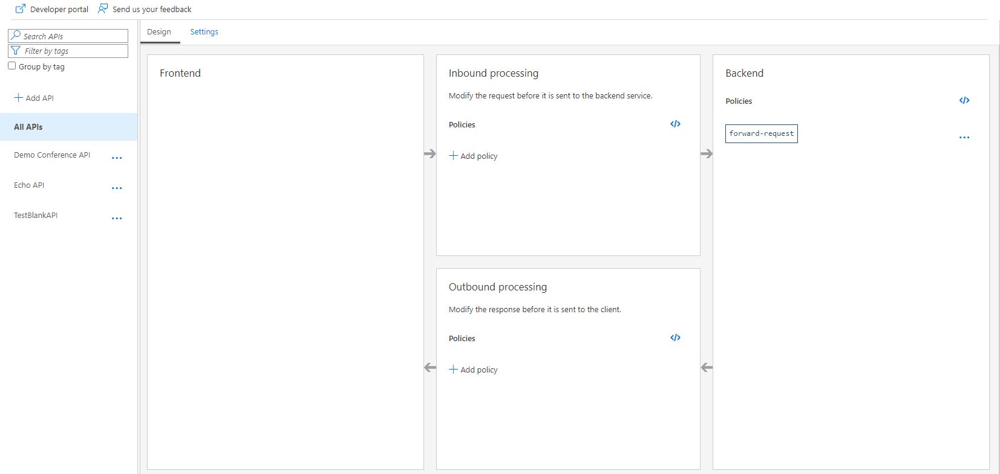 Developer portal
Send us your feedback
Search APIs
Filter by tags
Group by tag
Add API
All APIs
Demo Conference API
Echo API
TestBlankAPI
Design
Settings
Frontend
Inbound processing
Modify the request before it is sent to the backend service.
Policies </>
+ Add policy
Outbound processing
Modify the response before it is sent to the client.
Policies </>
+ Add policy
Backend
Policies </>
forward-request